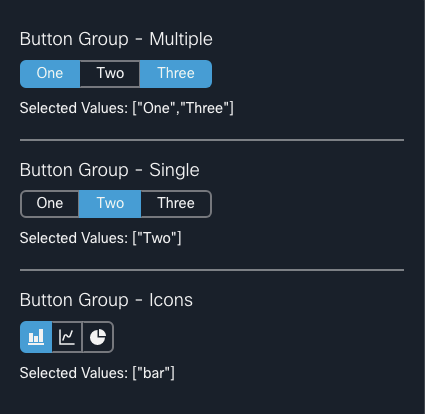 Button Group - Multiple
One Two Three
Selected Values: ["One","Three"]
Button Group - Single
One Two Three
Selected Values: ["Two"]
Button Group - Icons
Selected Values: ["bar"]